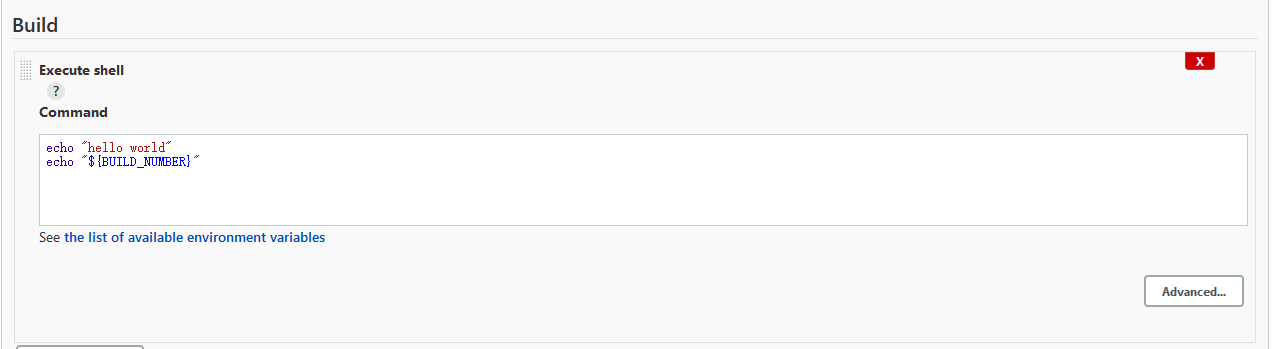 Build
Execute shell
X
?
Command
echo "hello world"
echo "${BUILD_NUMBER}"
See the list of available environment variables
Advanced...